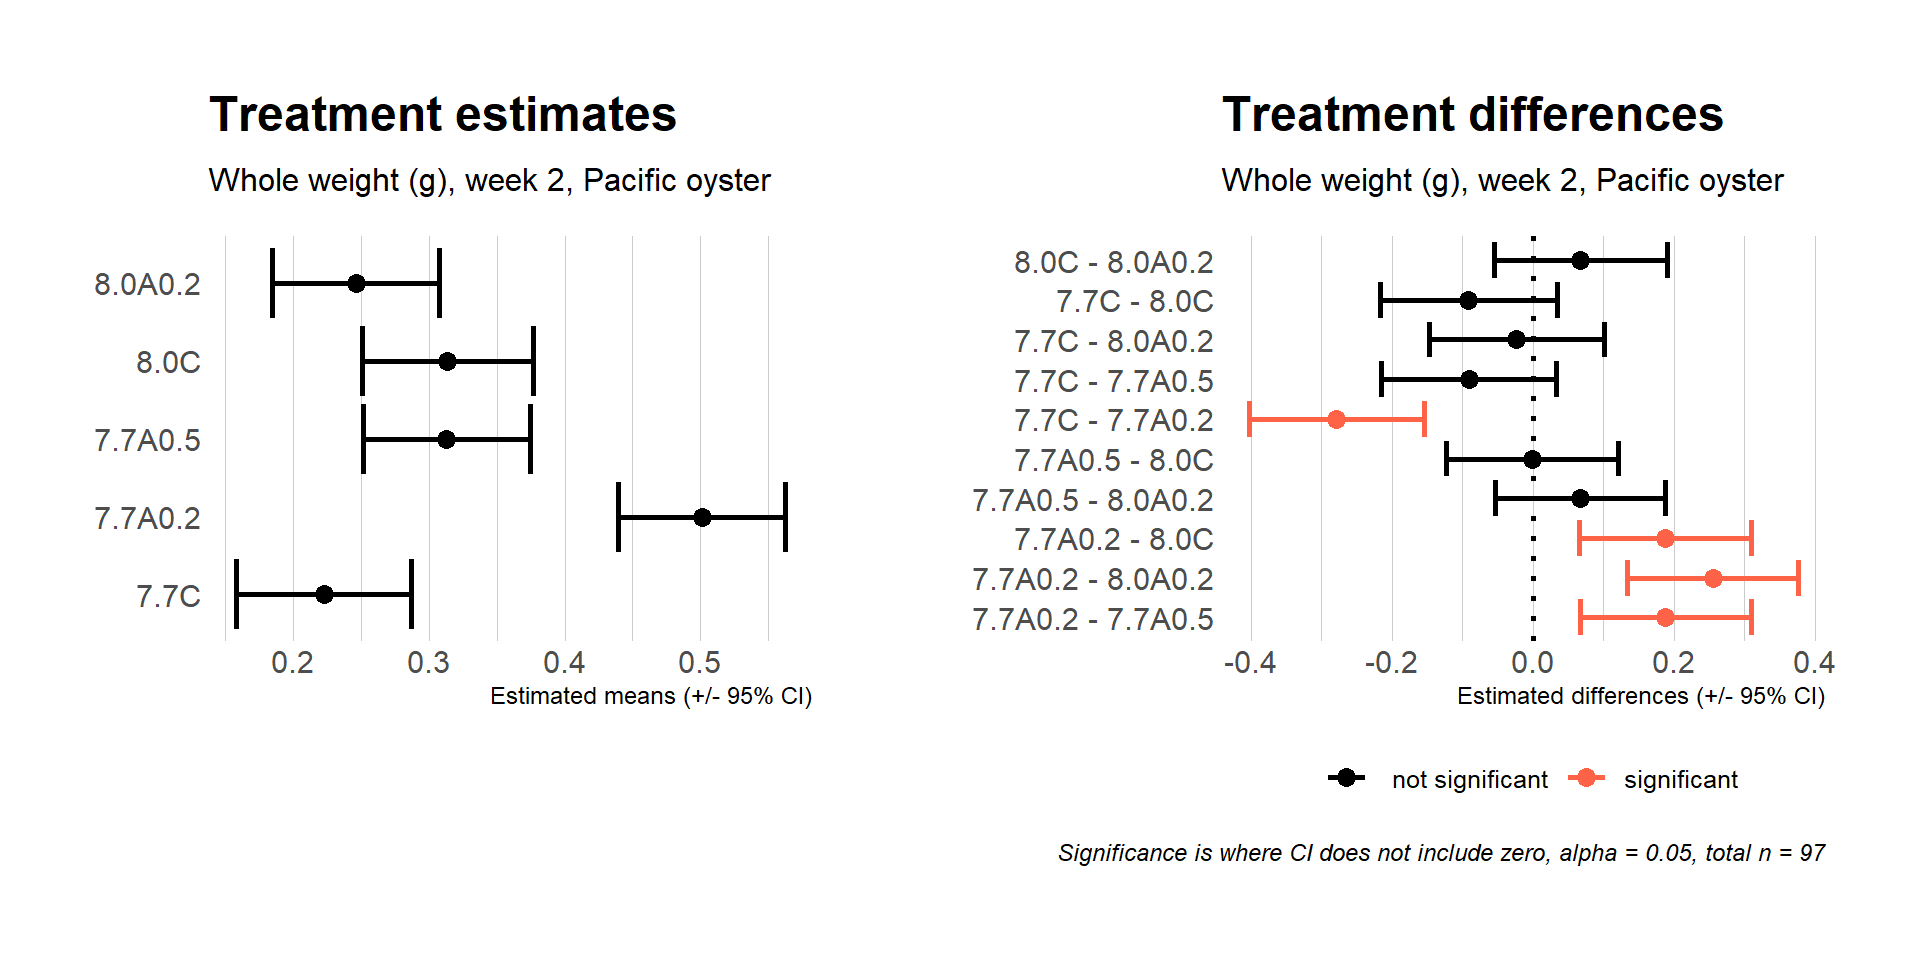 Treatment estimates
Whole weight (g), week 2, Pacific oyster
8.0A0.2
8.0C
7.7A0.5
7.7A0.2
7.7C
0.2 0.3 0.4 0.5
Estimated means (+/- 95% CI)
Treatment differences
Whole weight (g), week 2, Pacific oyster
8.0C - 8.0A0.2
7.7C - 8.0C
7.7C - 8.0A0.2
7.7C - 7.7A0.5
7.7C - 7.7A0.2
7.7A0.5 - 8.0C
7.7A0.5 - 8.0A0.2
7.7A0.2 - 8.0C
7.7A0.2 - 8.0A0.2
7.7A0.2 - 7.7A0.5
-0.4 -0.2 0.0 0.2 0.4
Estimated differences (+/- 95% CI)
not significant significant
Significance is where CI does not include zero, alpha = 0.05, total n = 97